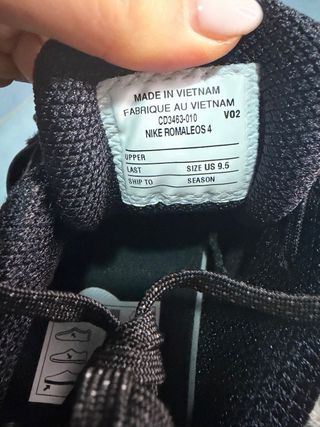 MADE IN VIETNAM
FABRIQUE AU VIETNAM
CD3463-010 V02
NIKE ROMALEOS 4
UPPER
LAST SIZE US 9.5
SHIP TO SEASON